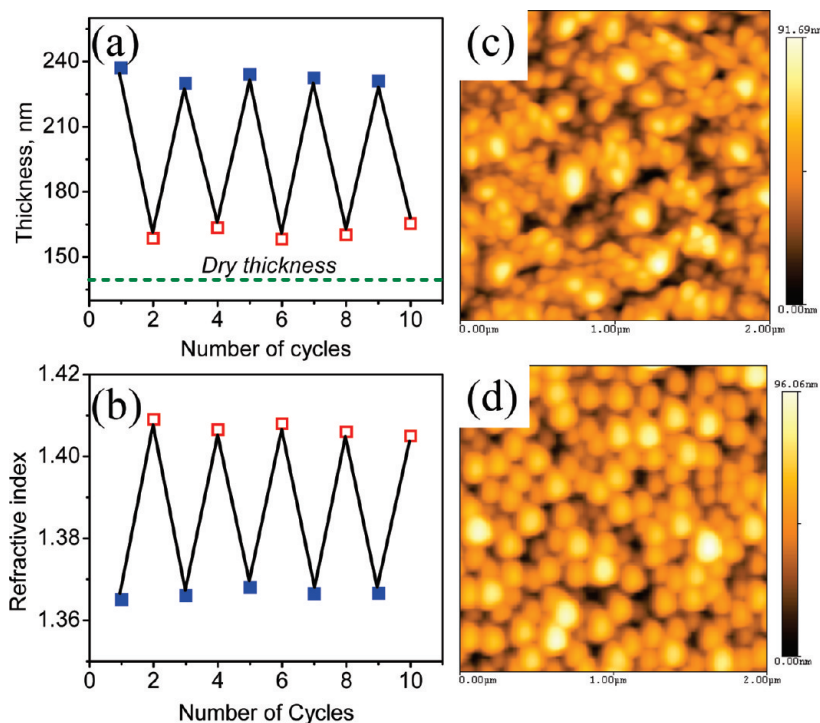 (a)
240
210
180
150
Thickness, nm
Dry thickness
0 2 4 6 8 10
Number of cycles
(b)
1.42
1.40
1.38
1.36
Refractive index
0 2 4 6 8 10
Number of Cycles
(c)
91.69nm
0.00nm
0.00µm 1.00µm 2.00µm
(d)
96.06nm
0.00nm
0.00µm 1.00µm 2.00µm